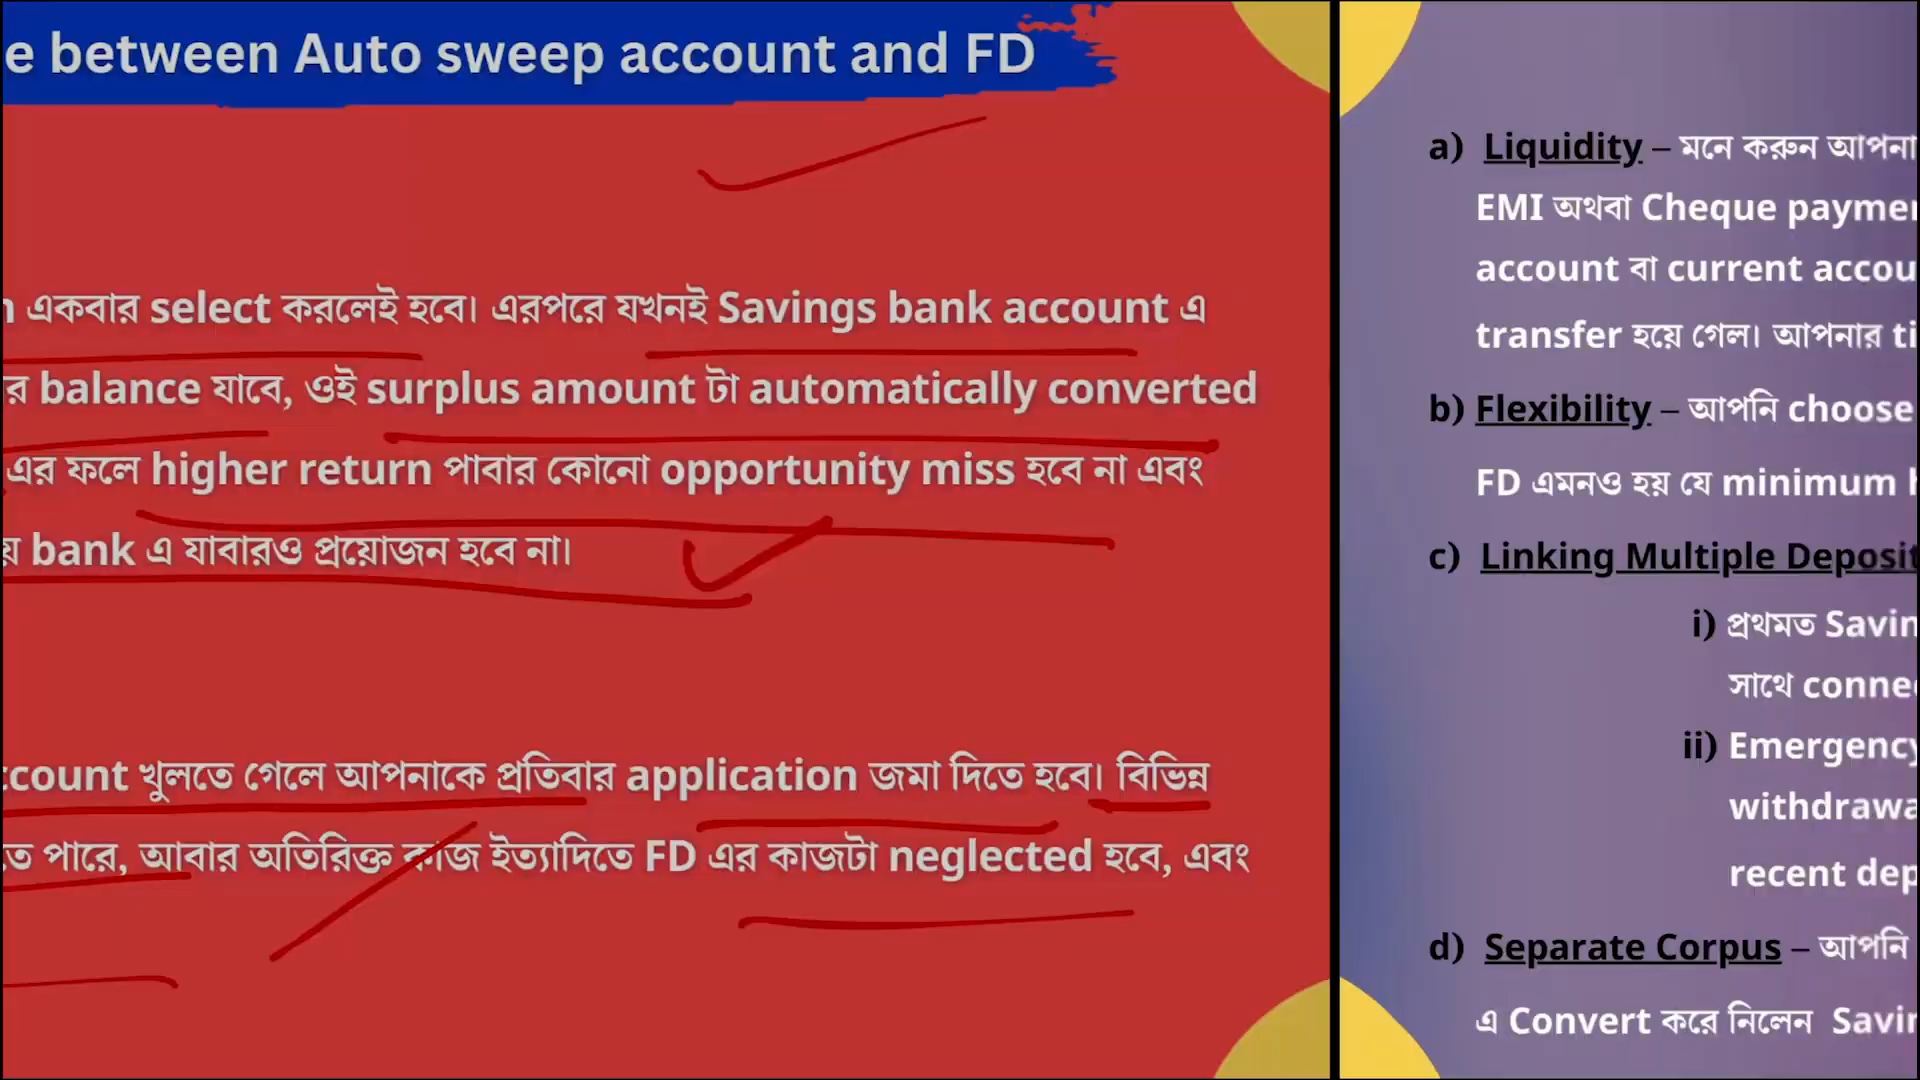 e between Auto sweep account and FD
একবার select করলেই হবে। এরপরে যখনই Savings bank account এ
র balance যাবে, ওই surplus amount টা automatically converted
এর ফলে higher return পাবার কোনো opportunity miss হবে না এবং
য় bank এ যাবারও প্রয়োজন হবে না।
ccount খুলতে গেলে আপনাকে প্রতিবার application জমা দিতে হবে। বিভিন্ন
তে পারে, আবার অতিরিক্ত কাজ ইত্যাদিতে FD এর কাজটা neglected হবে, এবং
a) Liquidity – মনে করুন আপনা
EMI অথবা Cheque paymen
account বা current accou
transfer হয়ে গেল। আপনার ti
b) Flexibility – আপনি choose
FD এমনও হয় যে minimum
c) Linking Multiple Deposit
i) প্রথমত Savin
সাথে conne
ii) Emergency
withdrawa
recent dep
d) Separate Corpus – আপনি
এ Convert করে নিলেন Savin